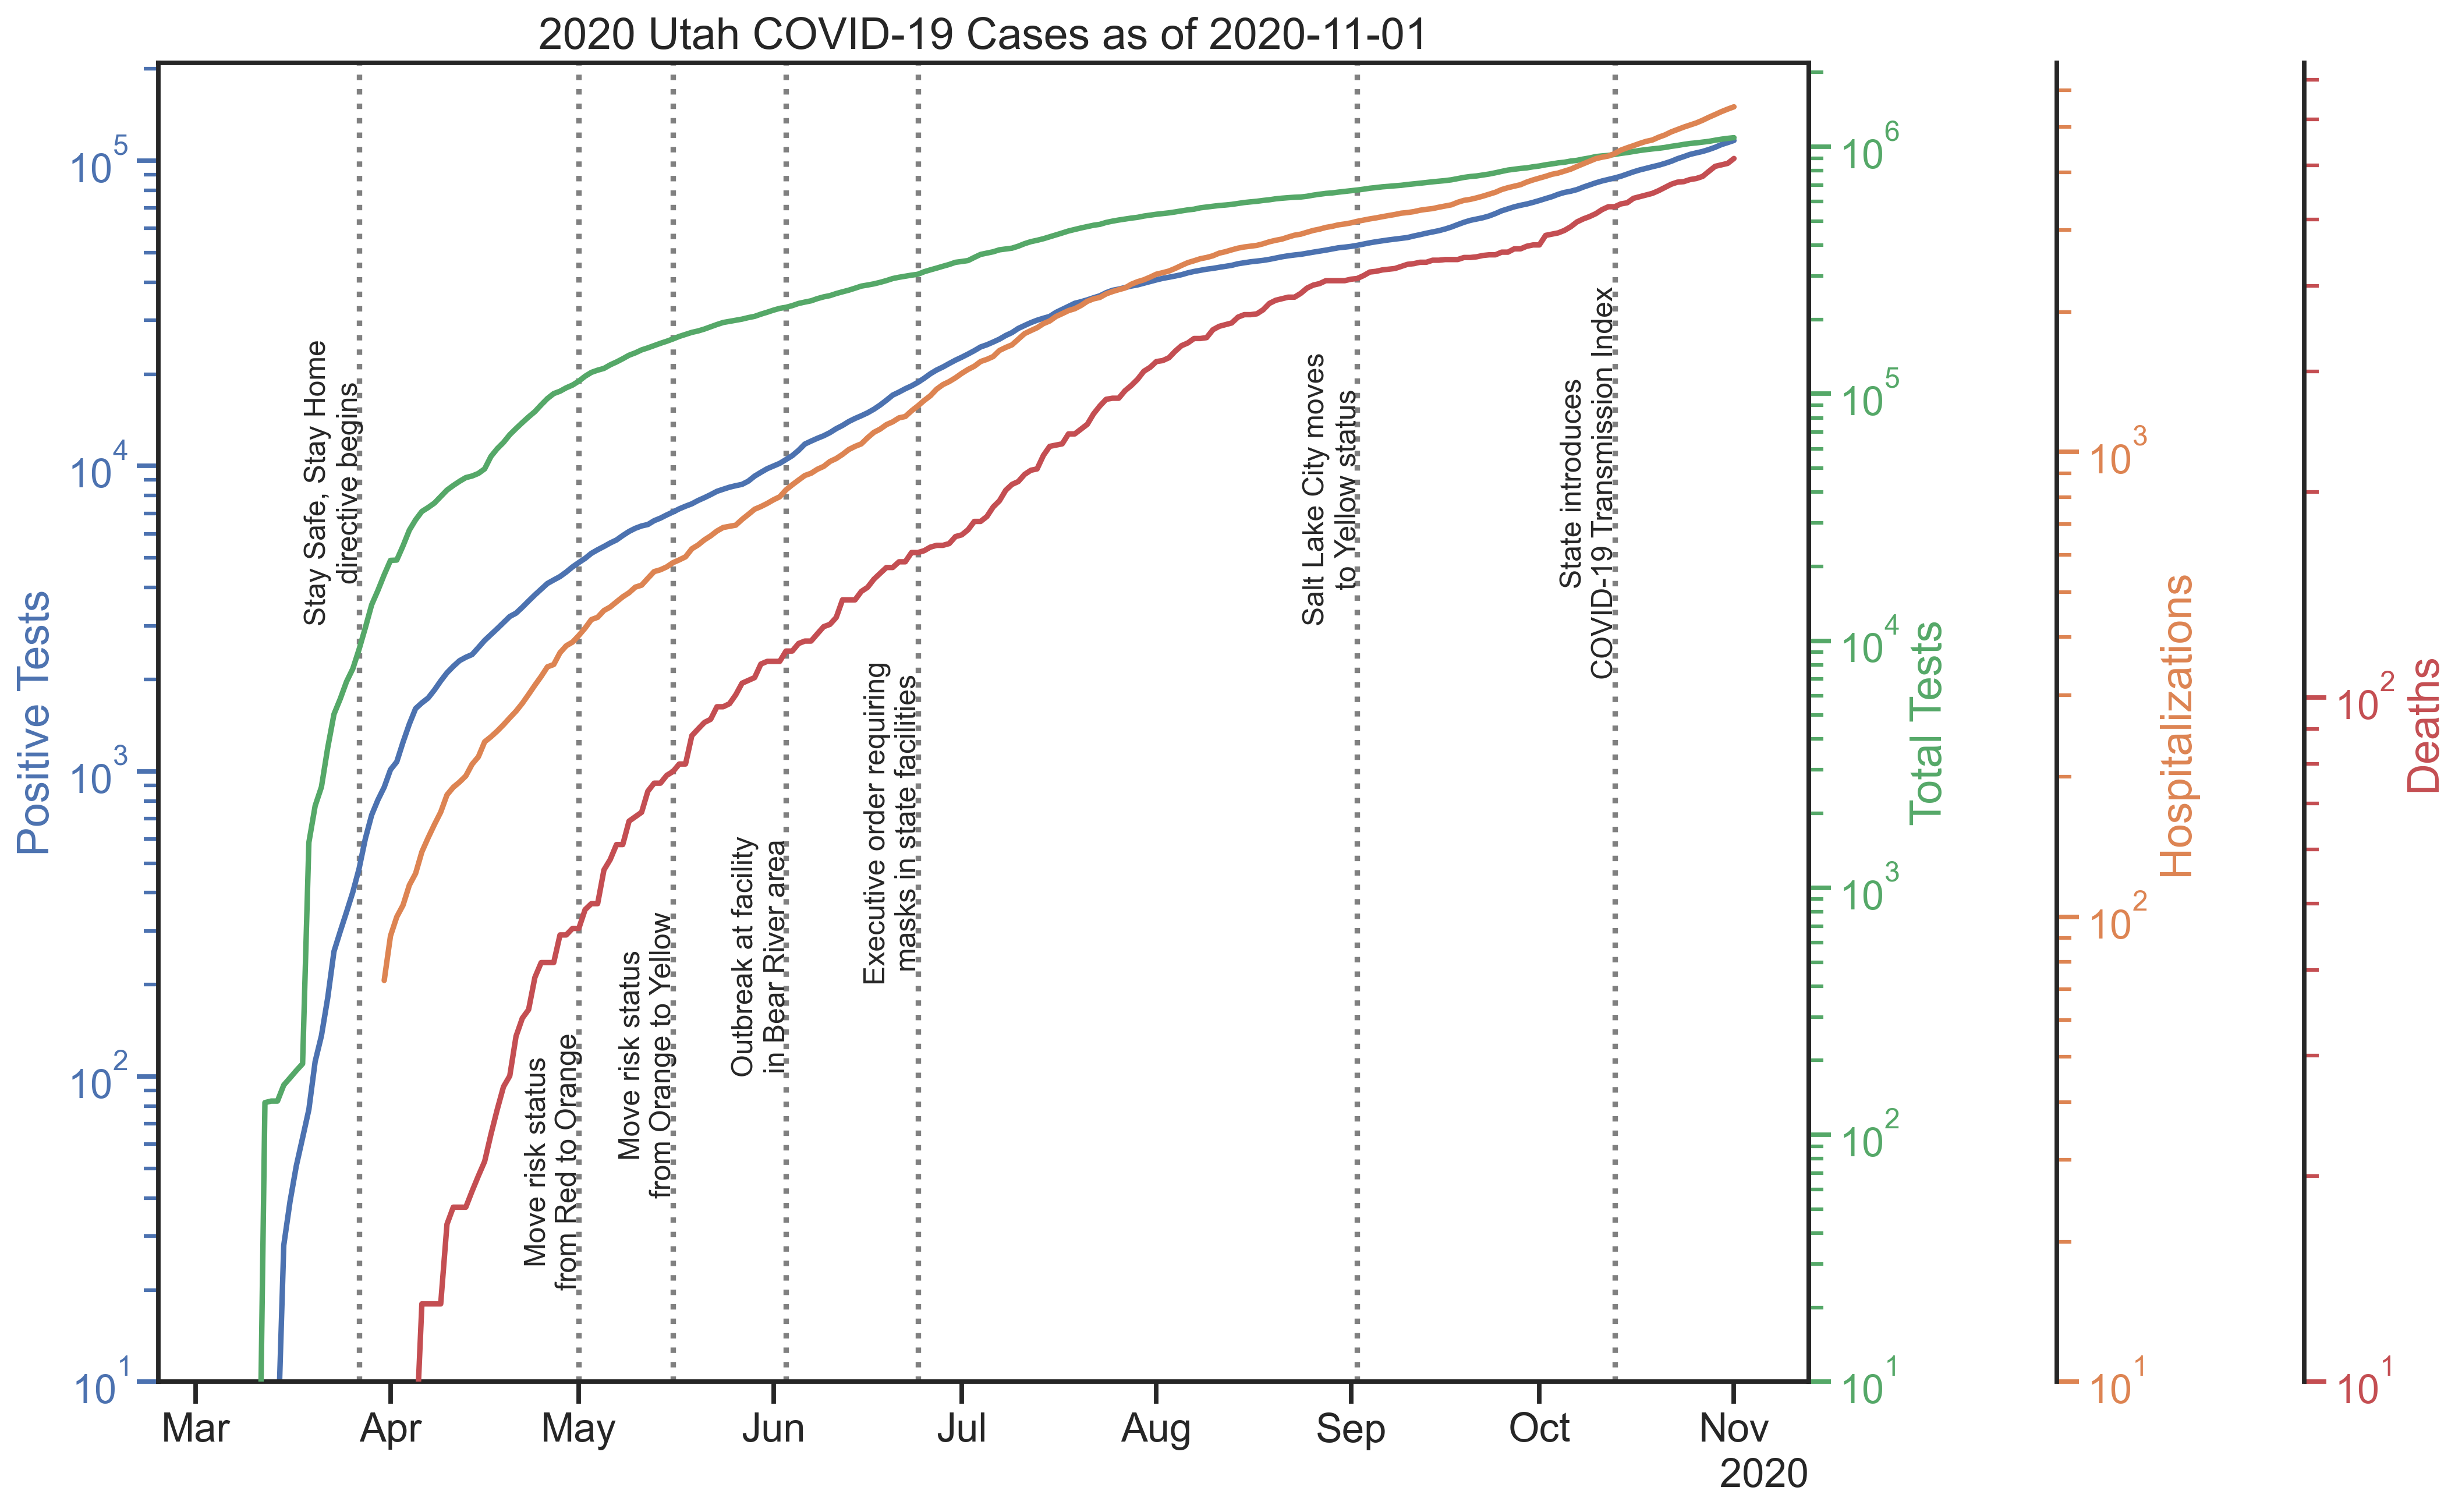 2020 Utah COVID-19 Cases as of 2020-11-01
Positive Tests
10^5
10^4
10^3
10^2
10^1
Stay Safe, Stay Home
directive begins
Move risk status
from Red to Orange
Move risk status
from Orange to Yellow
Outbreak at facility
in Bear River area
Executive order requiring
masks in state facilities
Salt Lake City moves
to Yellow status
State introduces
COVID-19 Transmission Index
10^6
10^5
10^4
10^3
10^2
10^1
Total Tests
10^3
10^2
10^1
Hospitalizations
10^2
10^1
Deaths
Mar Apr May Jun Jul Aug Sep Oct Nov
2020